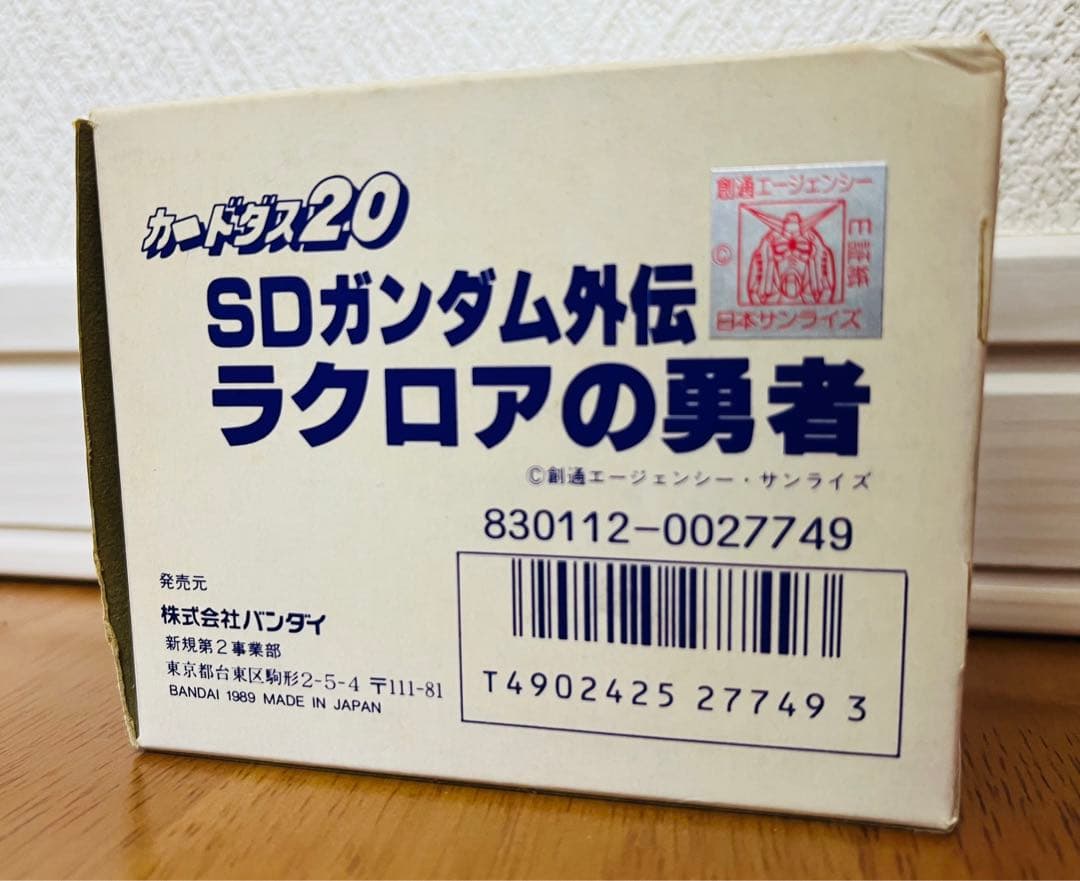 カードダス20
SDガンダム外伝
ラクロアの勇者
創通エージェンシー
©
証紙
日本サンライズ
©創通エージェンシー・サンライズ
830112-0027749
T4902425 27749 3
発売元
株式会社バンダイ
新規第2事業部
東京都台東区駒形2-5-4 〒111-81
BANDAI 1989 MADE IN JAPAN